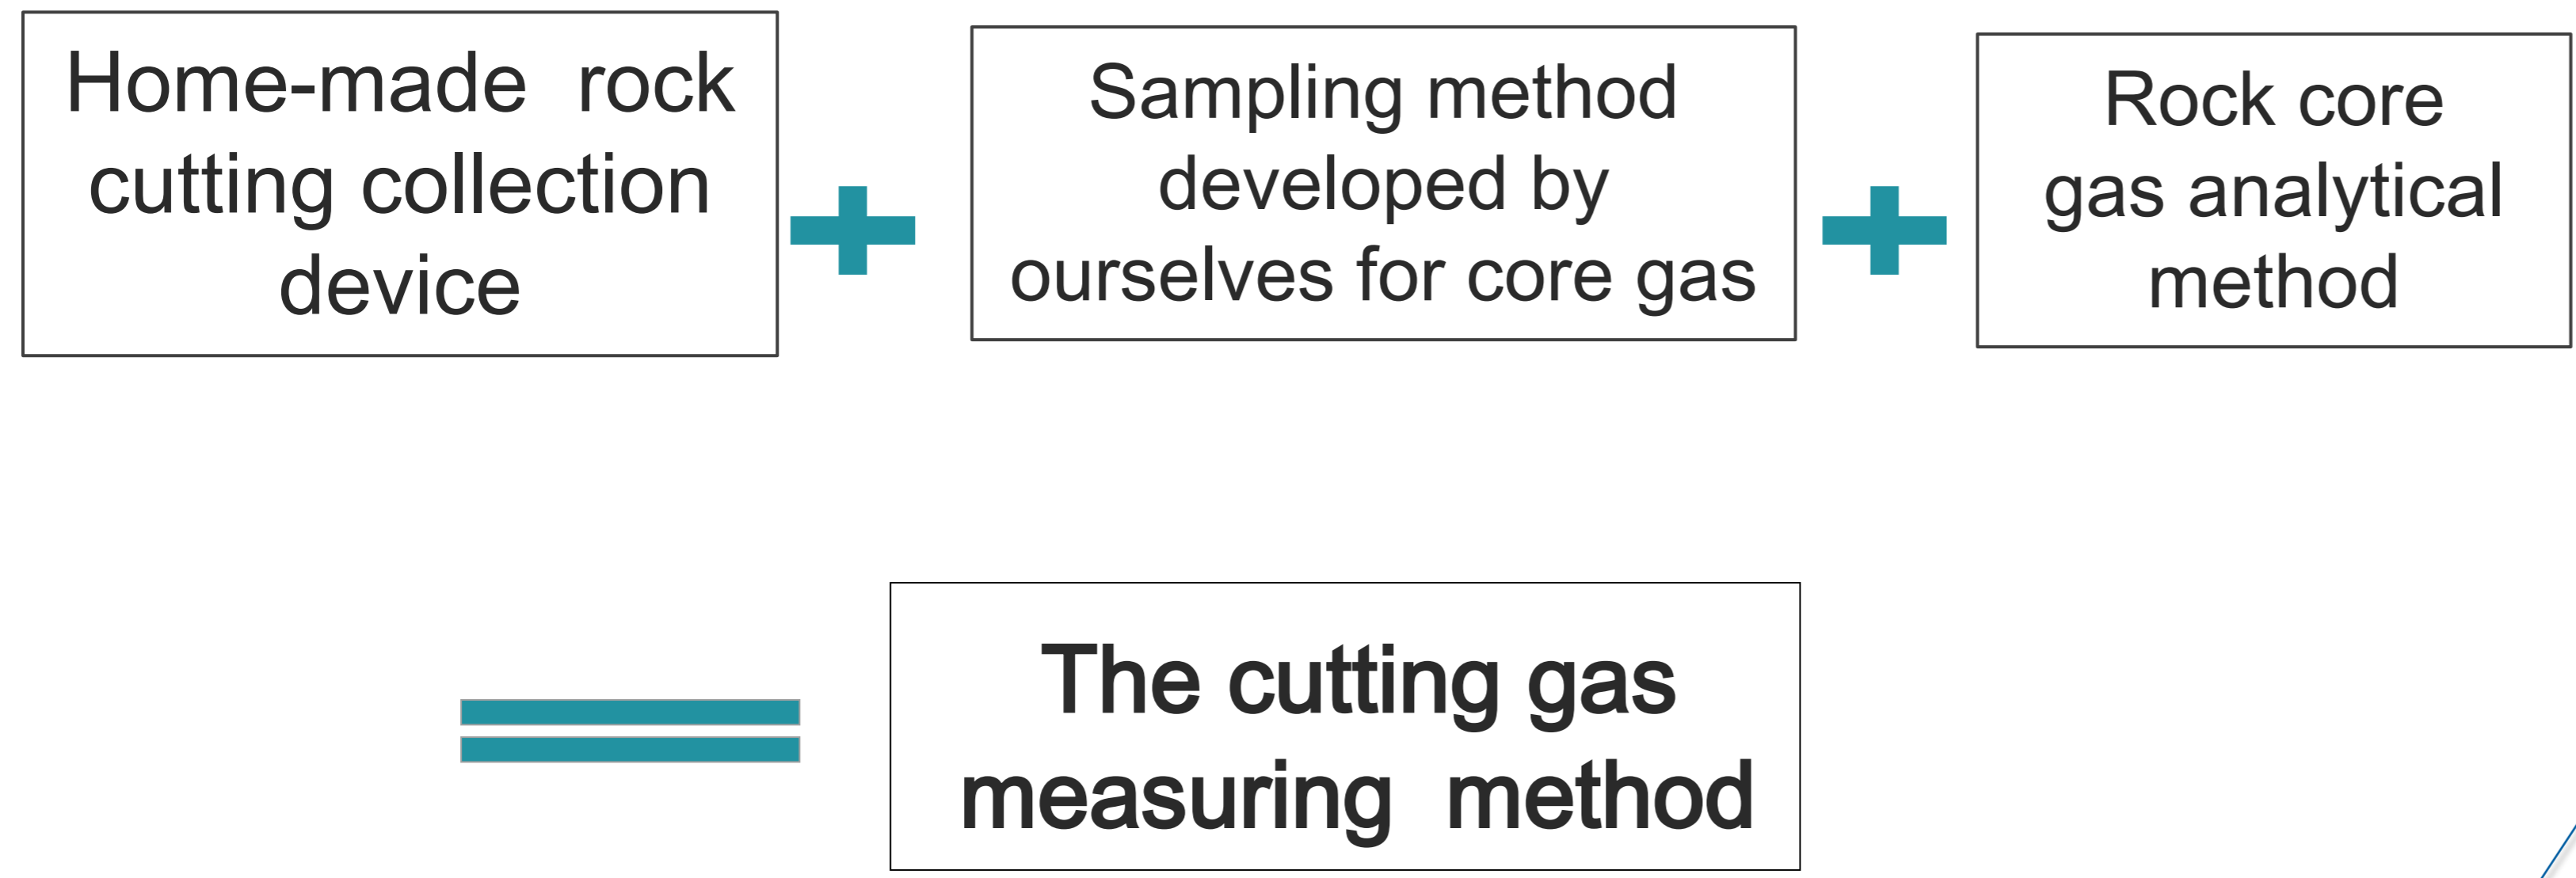 Home-made rock
cutting collection
device
Sampling method
developed by
ourselves for core gas
Rock core
gas analytical
method
The cutting gas
measuring method